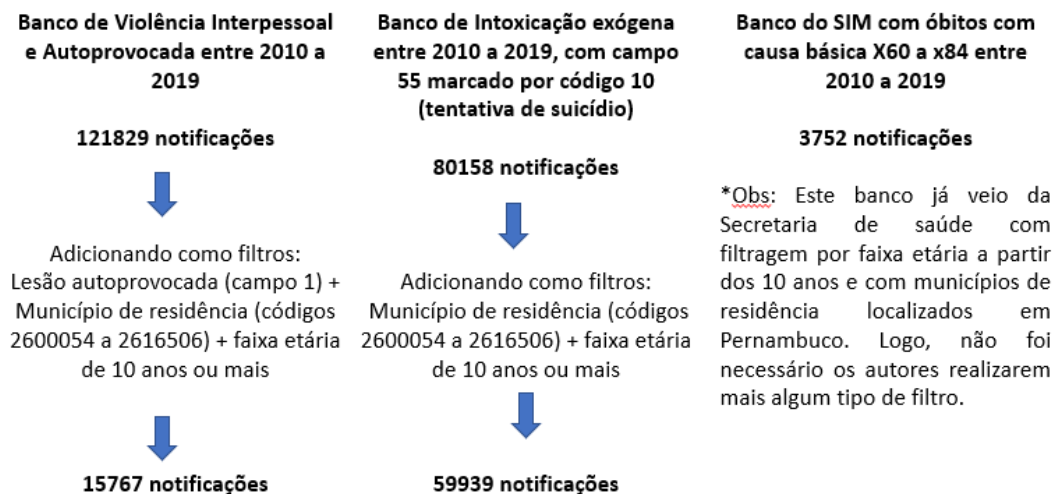 Banco de Violência Interpessoal
e Autoprovocada entre 2010 a
2019
121829 notificações
Adicionando como filtros:
Lesão autoprovocada (campo 1) +
Município de residência (códigos
2600054 a 2616506) + faixa etária
de 10 anos ou mais
15767 notificações
Banco de Intoxicação exógena
entre 2010 a 2019, com campo
55 marcado por código 10
(tentativa de suicídio)
80158 notificações
Adicionando como filtros:
Município de residência (códigos
2600054 a 2616506) + faixa etária
de 10 anos ou mais
59939 notificações
Banco do SIM com óbitos com
causa básica X60 a x84 entre
2010 a 2019
3752 notificações
*Obs: Este banco já veio da
Secretaria de saúde com
filtragem por faixa etária a partir
dos 10 anos e com municípios de
residência localizados em
Pernambuco. Logo, não foi
necessário os autores realizarem
mais algum tipo de filtro.